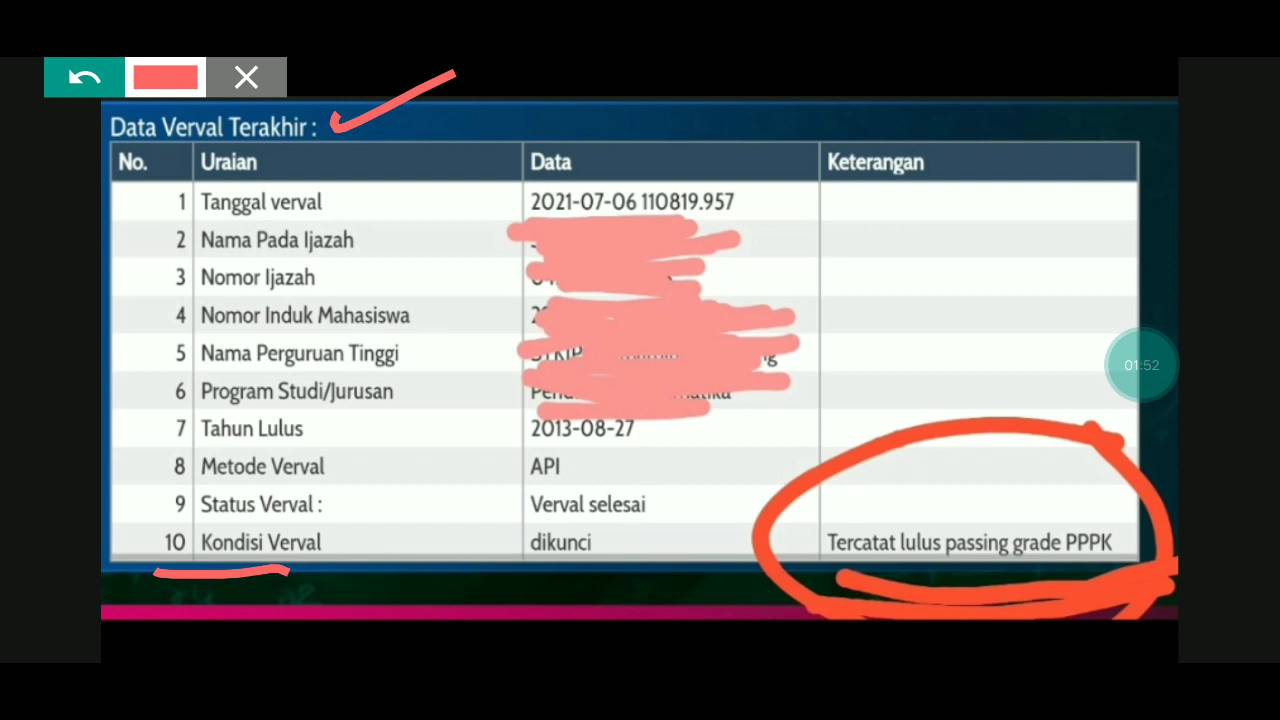 Data Verval Terakhir :
No. Uraian Data Keterangan
1 Tanggal verval 2021-07-06 110819.957
2 Nama Pada Ijazah
3 Nomor Ijazah
4 Nomor Induk Mahasiswa
5 Nama Perguruan Tinggi
6 Program Studi/Jurusan
7 Tahun Lulus 2013-08-27
8 Metode Verval API
9 Status Verval : Verval selesai
10 Kondisi Verval dikunci Tercatat lulus passing grade PPPK
01:52